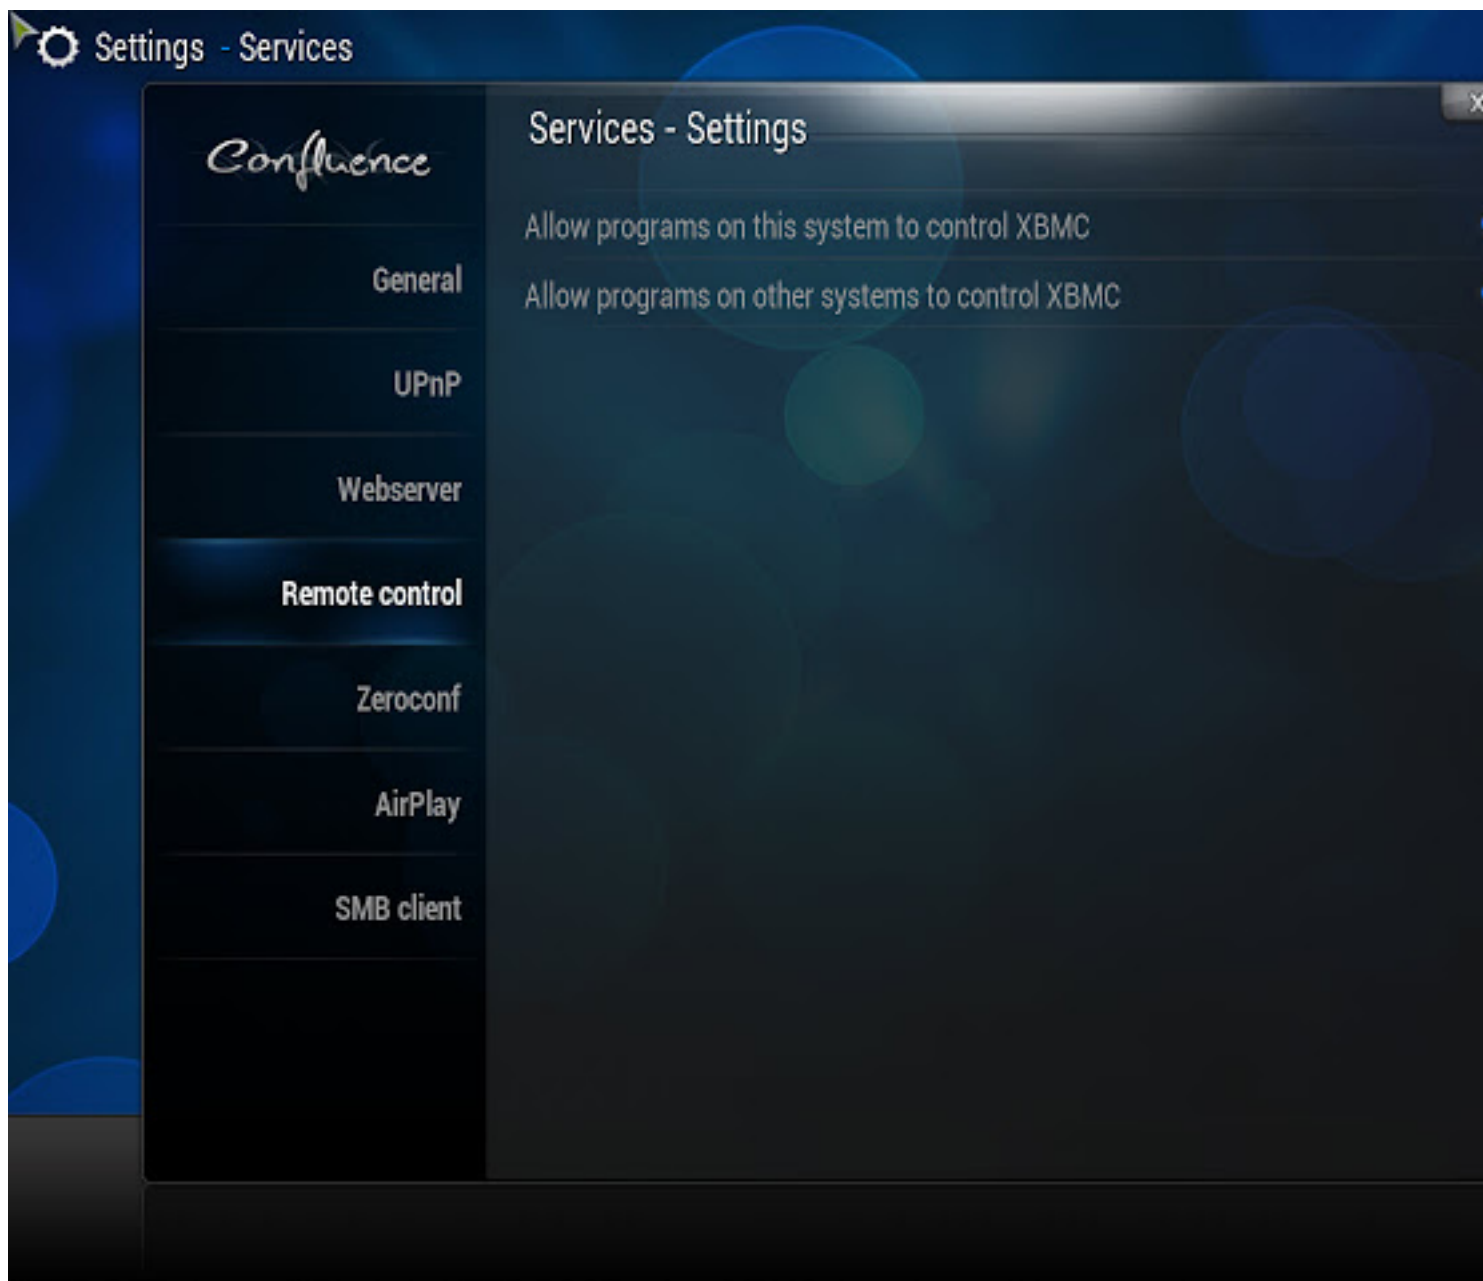 Settings - Services
Confluence
Services - Settings
Allow programs on this system to control XBMC
Allow programs on other systems to control XBMC
General
UPnP
Webserver
Remote control
Zeroconf
AirPlay
SMB client